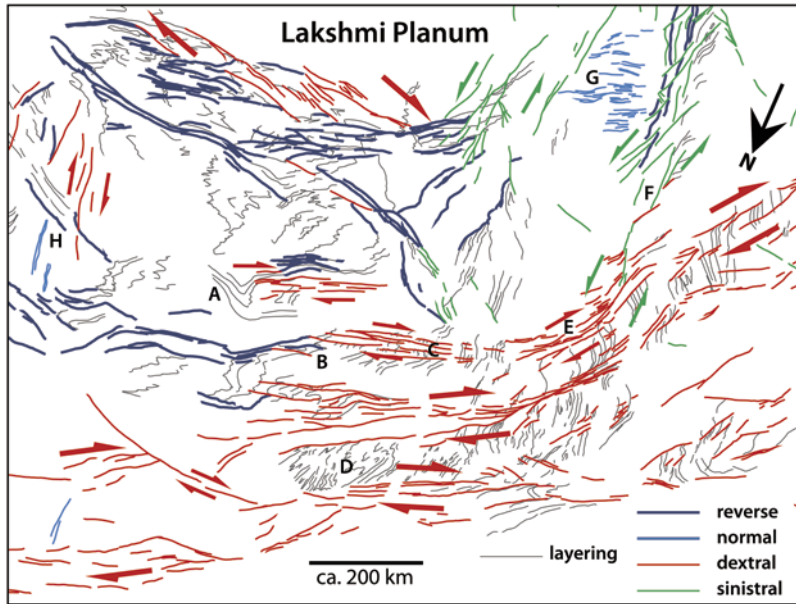 Lakshmi Planum
G
N
F
H
A
E
B
C
D
layering
ca. 200 km
reverse
normal
dextral
sinistral